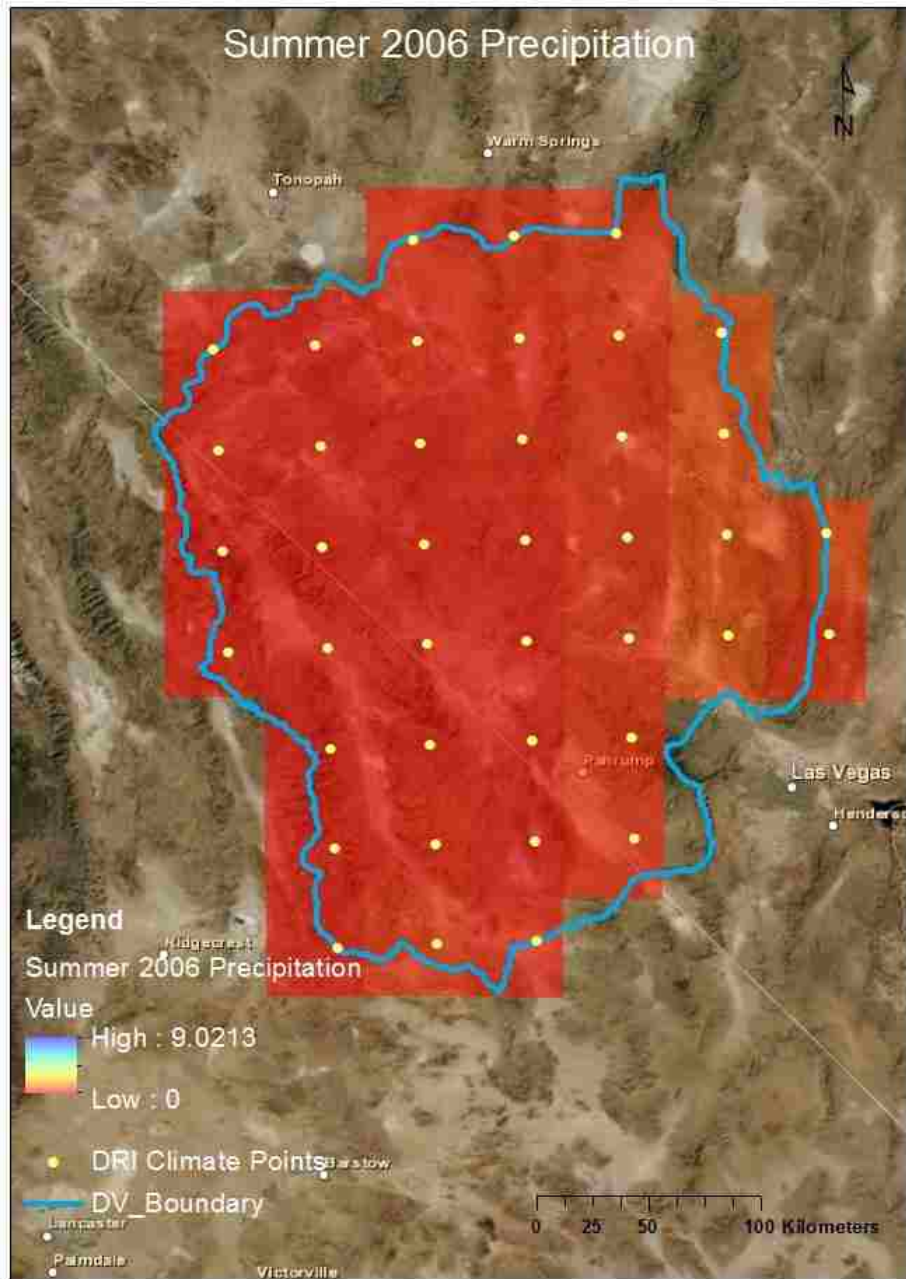 Summer 2006 Precipitation
N
Warm Springs
Tonopah
Pahrump
Las Vegas
Henderso
Legend
Ridgecrest
Summer 2006 Precipitation
Value
High : 9.0213
Low : 0
DRI Climate Points
Barstow
DV_Boundary
0 25 50 100 Kilometers
Lancaster
Palmdale
Victorville